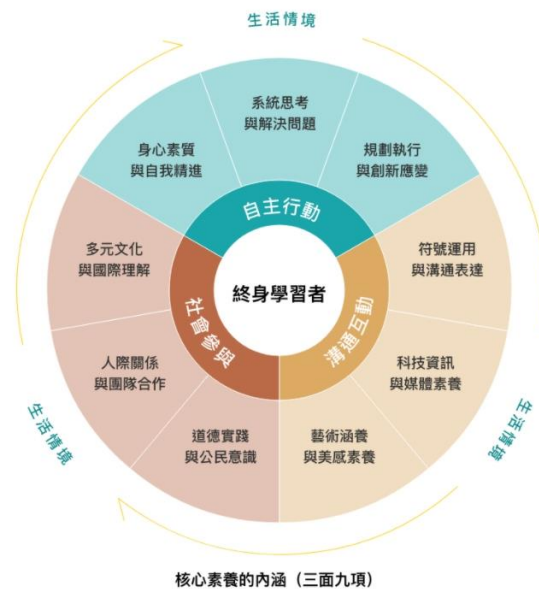 生活情境
系統思考
與解決問題
身心素質
與自我精進
規劃執行
與創新應變
自主行動
多元文化
與國際理解
符號運用
與溝通表達
終身學習者
社會參與
溝通互動
人際關係
與團隊合作
科技資訊
與媒體素養
生活情境
生活情境
道德實踐
與公民意識
藝術涵養
與美感素養
核心素養的內涵（三面九項）